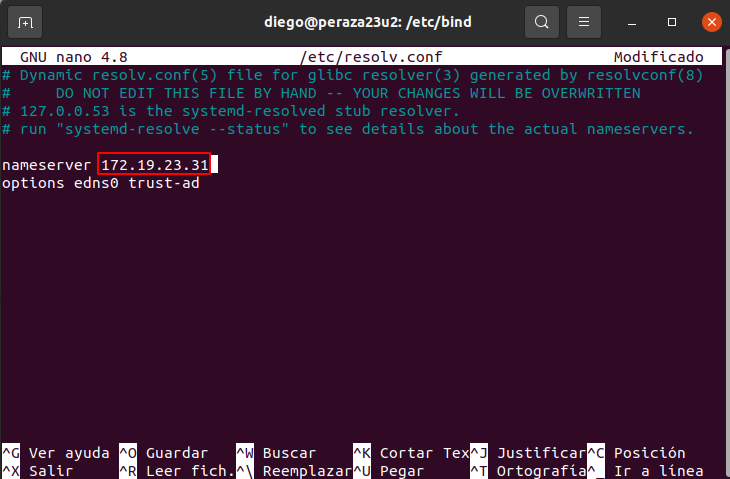 diego@peraza23u2: /etc/bind
GNU nano 4.8 /etc/resolv.conf Modificado
# Dynamic resolv.conf(5) file for glibc resolver(3) generated by resolvconf(8)
# DO NOT EDIT THIS FILE BY HAND -- YOUR CHANGES WILL BE OVERWRITTEN
# 127.0.0.53 is the systemd-resolved stub resolver.
# run "systemd-resolve --status" to see details about the actual nameservers.
nameserver 172.19.23.31
options edns0 trust-ad
^G Ver ayuda ^O Guardar ^W Buscar ^K Cortar Tex^J Justificar^C Posición
^X Salir ^R Leer fich.^\ Reemplazar^U Pegar ^T Ortografía^_ Ir a línea